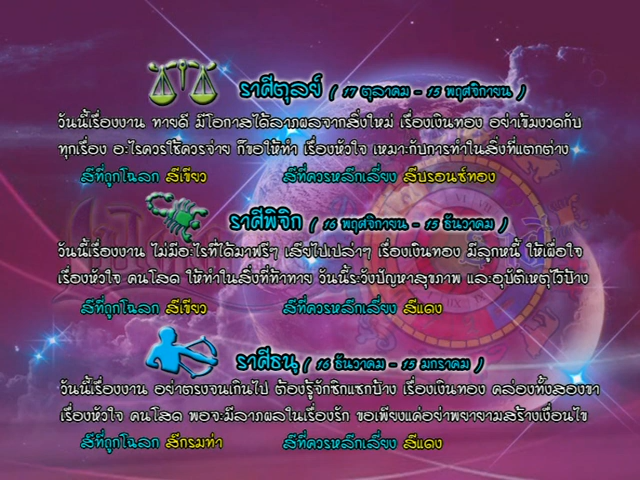 ราศีตุลย์ ( 17 ตุลาคม - 15 พฤศจิกายน )
วันนี้เรื่องงาน ทายดี มีโอกาสได้ลาภผลจากสิ่งใหม่ เรื่องเงินทอง อย่าเข้มงวดกับ
ทุกเรื่อง อะไรควรใช้ควรจ่าย ก็ขอให้ทำ เรื่องหัวใจ เหมาะกับการทำในสิ่งที่แตกต่าง
สีที่ถูกโฉลก สีเขียว สีที่ควรหลีกเลี่ยง สีบรอนซ์ทอง
ราศีพิจิก ( 16 พฤศจิกายน - 15 ธันวาคม )
วันนี้เรื่องงาน ไม่มีอะไรที่ได้มาฟรีๆ เสียไปเปล่าๆ เรื่องเงินทอง มีลูกหนี้ ให้เผื่อใจ
เรื่องหัวใจ คนโสด ให้ทำในสิ่งที่ท้าทาย วันนี้ระวังปัญหาสุขภาพ และอุบัติเหตุไว้บ้าง
สีที่ถูกโฉลก สีเขียว สีที่ควรหลีกเลี่ยง สีแดง
ราศีธนู ( 16 ธันวาคม - 15 มกราคม )
วันนี้เรื่องงาน อย่าตรงจนเกินไป ต้องรู้จักซิกแซกบ้าง เรื่องเงินทอง คล่องทั้งสองขา
เรื่องหัวใจ คนโสด พอจะมีลาภผลในเรื่องรัก ขอเพียงแค่อย่าพยายามสร้างเงื่อนไข
สีที่ถูกโฉลก สีกรมท่า สีที่ควรหลีกเลี่ยง สีแดง